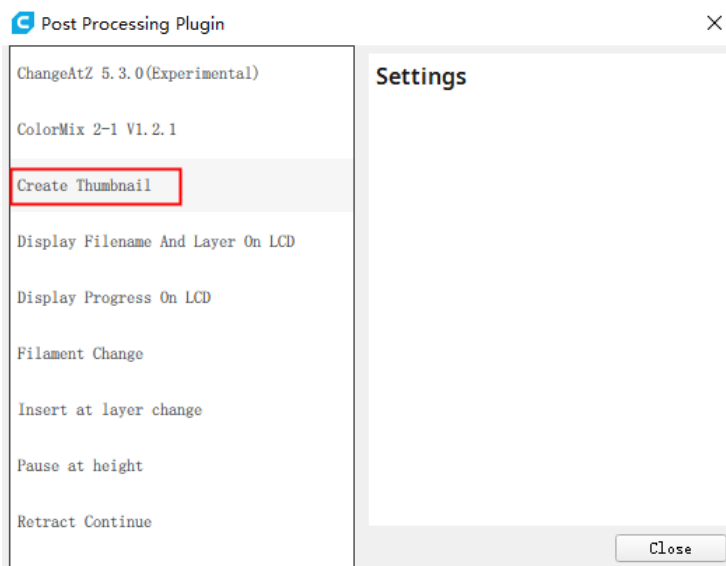 Post Processing Plugin
ChangeAtZ 5.3.0(Experimental)
Settings
ColorMix 2-1 V1.2.1
Create Thumbnail
Display Filename And Layer On LCD
Display Progress On LCD
Filament Change
Insert at layer change
Pause at height
Retract Continue
Close